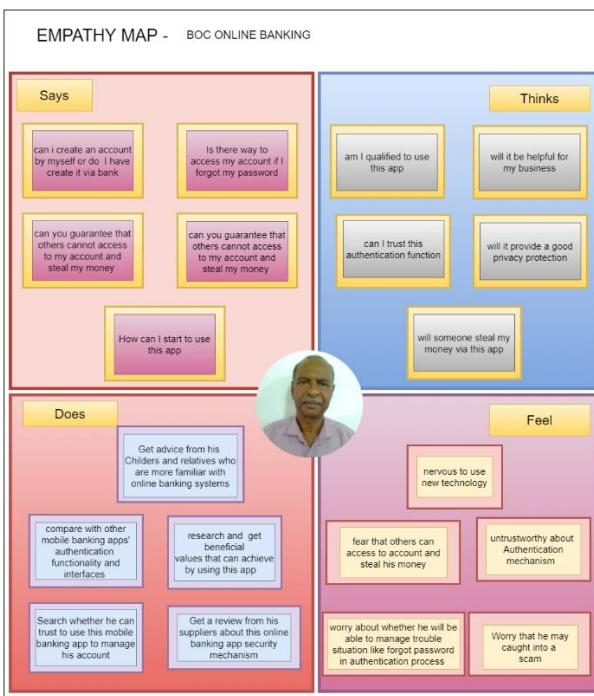 EMPATHY MAP - BOC ONLINE BANKING
Says
can i create an account
by myself or do I have
create it via bank
Is there way to
access my account if I
forgot my password
can you guarantee that
others cannot access
to my account and
steal my money
can you guarantee that
others cannot access
to my account and
steal my money
How can I start to use
this app
Thinks
am I qualified to use
this app
will it be helpful for
my business
can I trust this
authentication function
will it provide a good
privacy protection
will someone steal my
money via this app
Does
Get advice from his
Childers and relatives who
are more familiar with
online banking systems
compare with other
mobile banking apps'
authentication
functionality and
interfaces
research and get
beneficial
values that can achieve
by using this app
Search whether he can
trust to use this mobile
banking app to manage
his account
Get a review from his
suppliers about this online
banking app security
mechanism
Feel
nervous to use
new technology
fear that others can
access to account and
steal his money
untrustworthy about
Authentication
mechanism
worry about whether he will be
able to manage trouble
situation like forgot password
in authentication process
Worry that he may
caught into a
scam